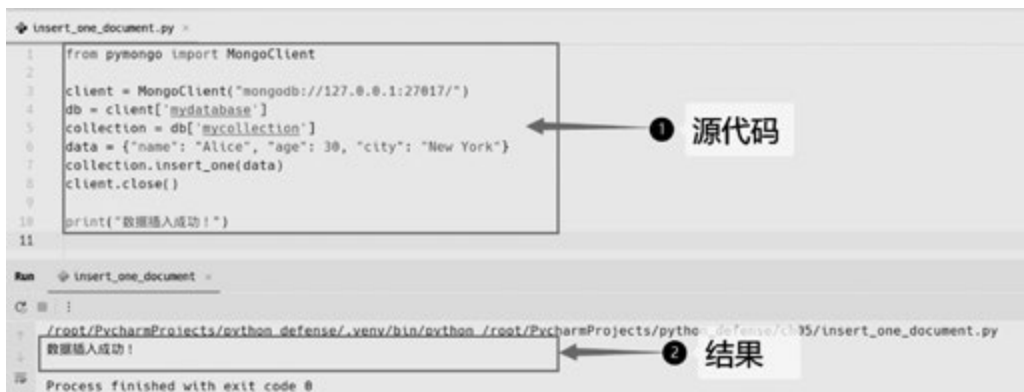 insert_one_document.py ×
1 from pymongo import MongoClient
2
3 client = MongoClient("mongodb://127.0.0.1:27017/")
4 db = client['mydatabase']
5 collection = db['mycollection']
6 data = {"name": "Alice", "age": 30, "city": "New York"}
7 collection.insert_one(data)
8 client.close()
9
10 print("数据插入成功！")
11
❶ 源代码
Run insert_one_document ×
/root/PycharmProjects/python_defense/.venv/bin/python /root/PycharmProjects/python_defense/ch05/insert_one_document.py
数据插入成功！
❷ 结果
Process finished with exit code 0